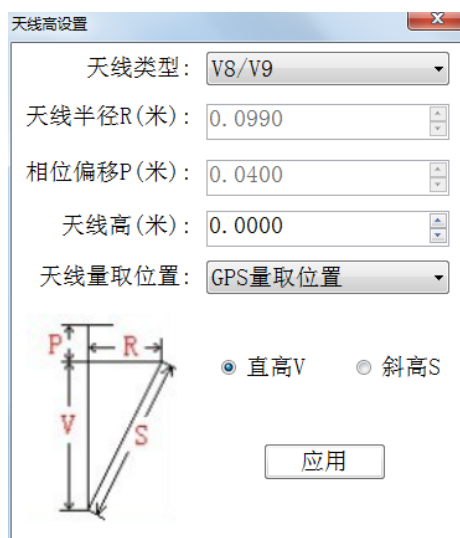 天线高设置
天线类型: V8/V9
天线半径R(米): 0.0990
相位偏移P(米): 0.0400
天线高(米): 0.0000
天线量取位置: GPS量取位置
P R
直高V 斜高S
V S
应用